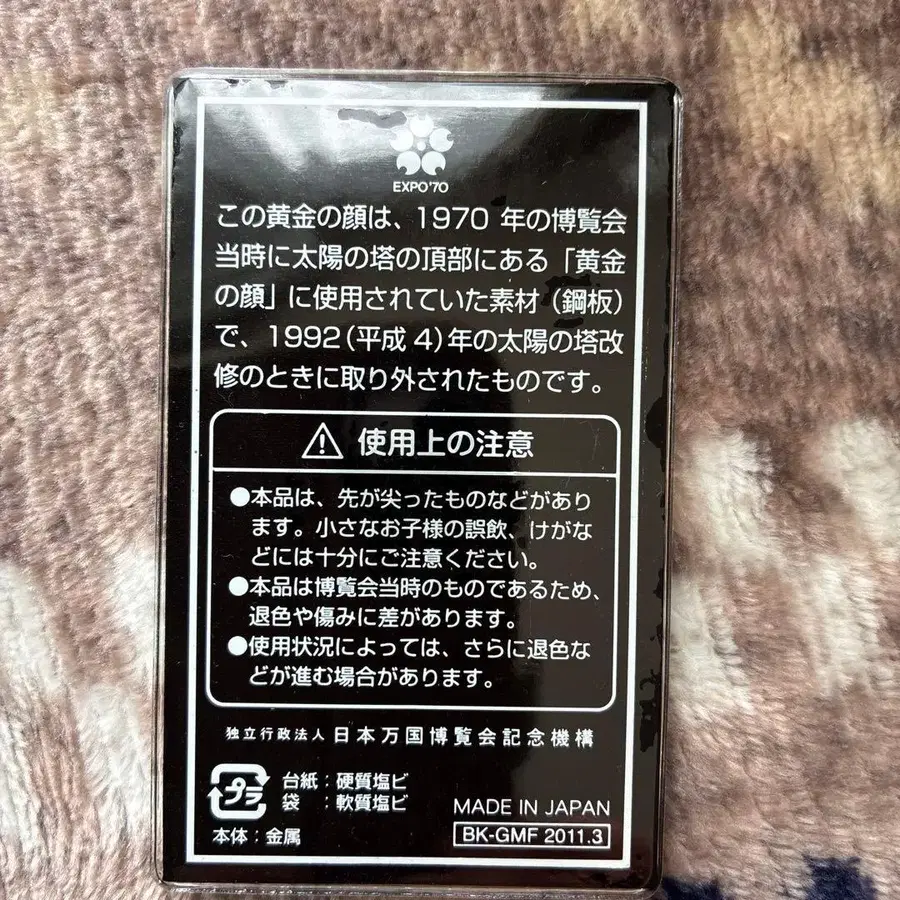 EXPO'70
この黄金の顔は、1970 年の博覧会
当時に太陽の塔の頂部にある「黄金
の顔」に使用されていた素材（鋼板）
で、1992（平成 4）年の太陽の塔改
修のときに取り外されたものです。
使用上の注意
●本品は、先が尖ったものなどがあり
ます。小さなお子様の誤飲、けがな
どには十分にご注意ください。
●本品は博覧会当時のものであるため、
退色や傷みに差があります。
●使用状況によっては、さらに退色な
どが進む場合があります。
独立行政法人 日本万国博覧会記念機構
プラ
台紙：硬質塩ビ
袋　：軟質塩ビ
本体：金属
MADE IN JAPAN
BK-GMF 2011.3